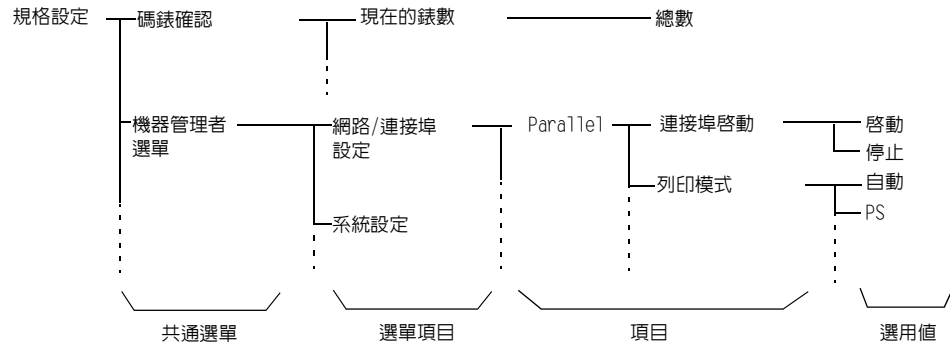 規格設定
碼錶確認
現在的錶數
總數
機器管理者
選單
網路/連接埠
設定
Parallel
連接埠啓動
啓動
停止
列印模式
自動
PS
系統設定
共通選單
選單項目
項目
選用値